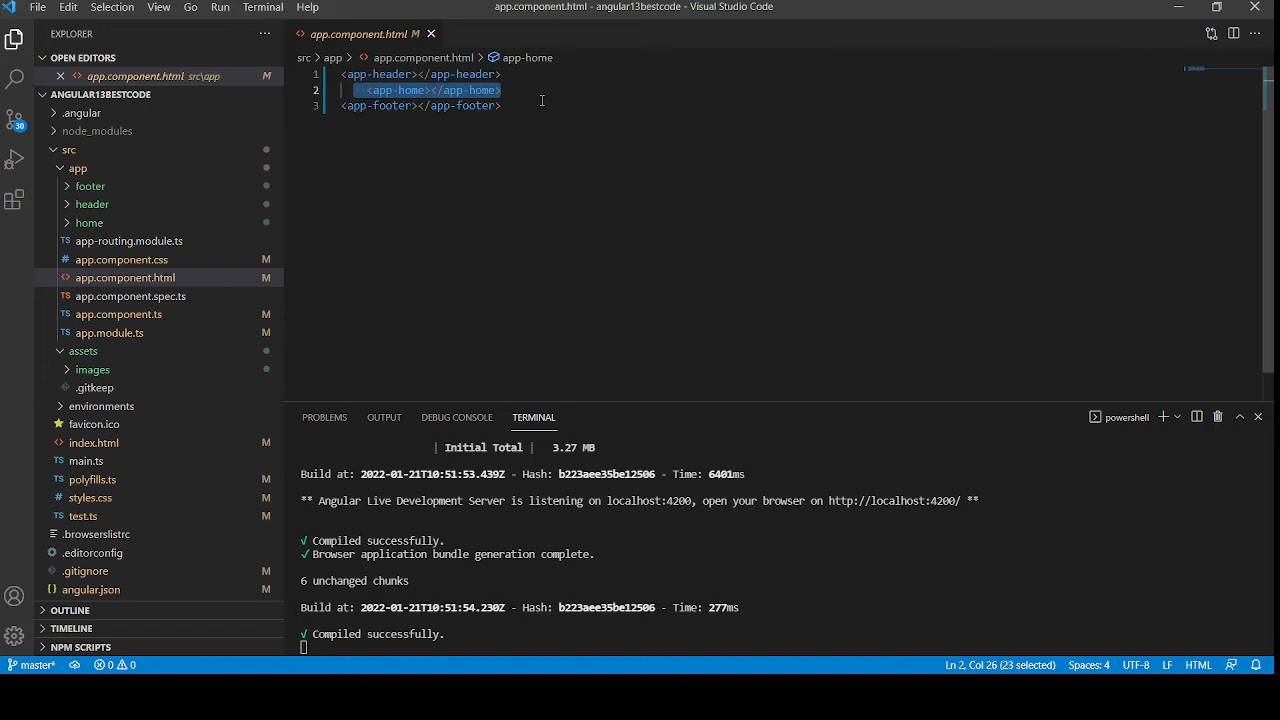 File Edit Selection View Go Run Terminal Help
app.component.html - angular13bestcode - Visual Studio Code
EXPLORER
OPEN EDITORS
app.component.html src\app M
ANGULAR13BESTCODE
.angular
node_modules
src
app
footer
header
home
app-routing.module.ts
app.component.css M
app.component.html M
app.component.spec.ts
app.component.ts M
app.module.ts M
assets
images
.gitkeep
environments
favicon.ico
index.html M
main.ts
polyfills.ts M
styles.css M
test.ts M
.browserslistrc
.editorconfig
.gitignore M
angular.json M
OUTLINE
TIMELINE
NPM SCRIPTS
30
app.component.html M
src > app > app.component.html > app-home
1 <app-header></app-header>
2 <app-home></app-home>
3 <app-footer></app-footer>
PROBLEMS OUTPUT DEBUG CONSOLE TERMINAL
powershell
| Initial Total | 3.27 MB
Build at: 2022-01-21T10:51:53.439Z - Hash: b223aee35be12506 - Time: 6401ms
** Angular Live Development Server is listening on localhost:4200, open your browser on http://localhost:4200/ **
√ Compiled successfully.
√ Browser application bundle generation complete.
6 unchanged chunks
Build at: 2022-01-21T10:51:54.230Z - Hash: b223aee35be12506 - Time: 277ms
√ Compiled successfully.
master* 0 0
Ln 2, Col 26 (23 selected) Spaces: 4 UTF-8 LF HTML